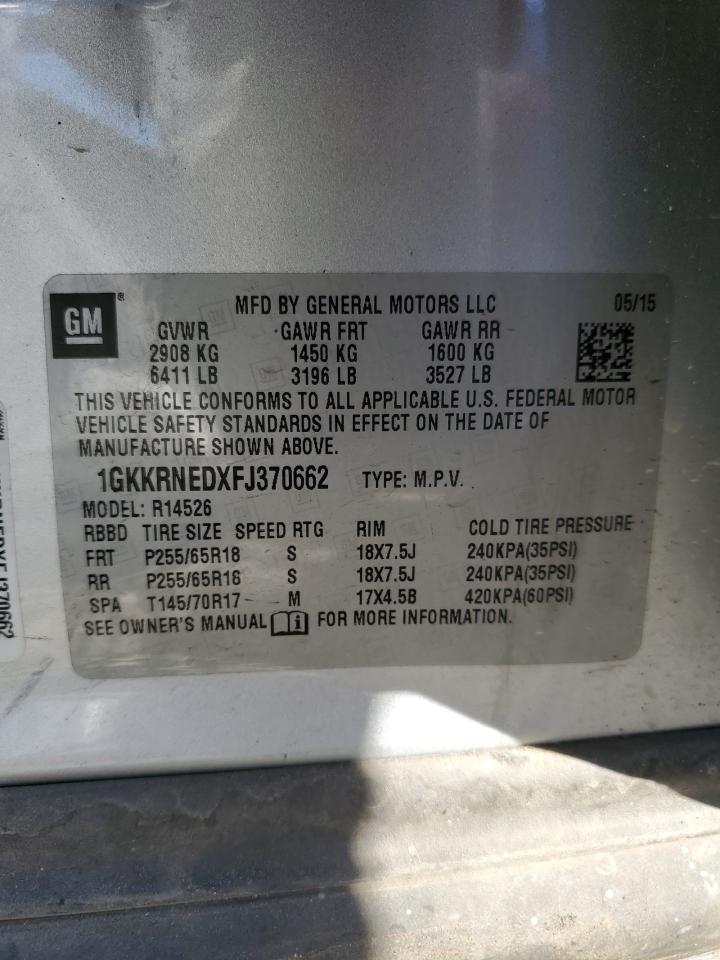 GM ® MFD BY GENERAL MOTORS LLC 05/15
GVWR GAWR FRT GAWR RR
2908 KG 1450 KG 1600 KG
6411 LB 3196 LB 3527 LB
THIS VEHICLE CONFORMS TO ALL APPLICABLE U.S. FEDERAL MOTOR
VEHICLE SAFETY STANDARDS IN EFFECT ON THE DATE OF
MANUFACTURE SHOWN ABOVE.
1GKKRNEDXFJ370662 TYPE: M.P.V.
MODEL: R14526
RBBD TIRE SIZE SPEED RTG RIM COLD TIRE PRESSURE
FRT P255/65R18 S 18X7.5J 240KPA(35PSI)
RR P255/65R18 S 18X7.5J 240KPA(35PSI)
SPA T145/70R17 M 17X4.5B 420KPA(60PSI)
SEE OWNER'S MANUAL FOR MORE INFORMATION.